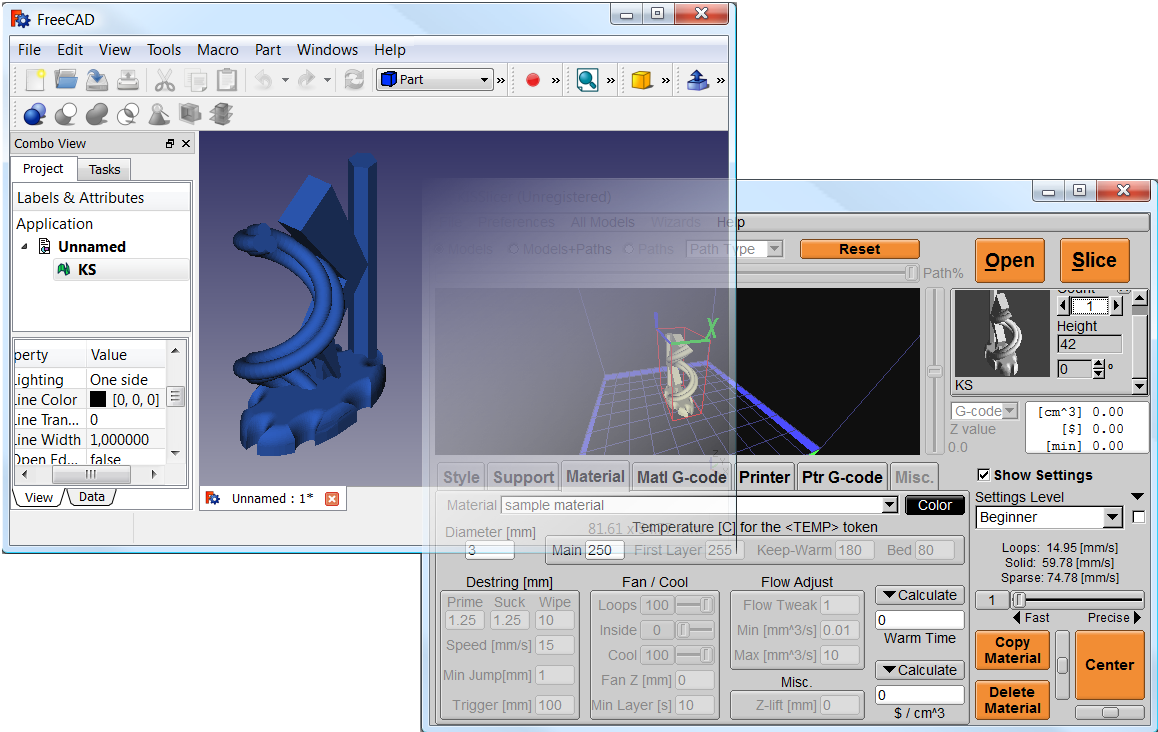 FreeCAD
File Edit View Tools Macro Part Windows Help
Part
Combo View
Project Tasks
Labels & Attributes
Application
Unnamed
KS
perty Value
Lighting One side
Line Color [0, 0, 0]
Line Tran... 0
Line Width 1,000000
Open Ed... false
View Data
Unnamed : 1*
(Unregistered)
Preferences All Models Wizards Help
Models+Paths Paths Path Type Reset
Path%
Open Slice
X
Count
1
Height
42
0 °
KS
G-code
Z value
0.0
[cm^3] 0.00
[$] 0.00
[min] 0.00
Style Support Material Matl G-code Printer Ptr G-code Misc.
Material sample material Color
Diameter [mm]
3
81.61 x
Temperature [C] for the <TEMP> token
Main 250 First Layer 255 Keep-Warm 180 Bed 80
Destring [mm]
Prime Suck Wipe
1.25 1.25 10
Speed [mm/s] 15
Min Jump[mm] 1
Trigger [mm] 100
Fan / Cool
Loops 100
Inside 0
Cool 100
Fan Z [mm] 0
Min Layer [s] 10
Flow Adjust
Flow Tweak 1
Min [mm^3/s] 0.01
Max [mm^3/s] 10
Misc.
Z-lift [mm] 0
Calculate
0
Warm Time
Calculate
0
$ / cm^3
Show Settings
Settings Level
Beginner
Loops: 14.95 [mm/s]
Solid: 59.78 [mm/s]
Sparse: 74.78 [mm/s]
1
Fast Precise
Copy Material
Center
Delete Material